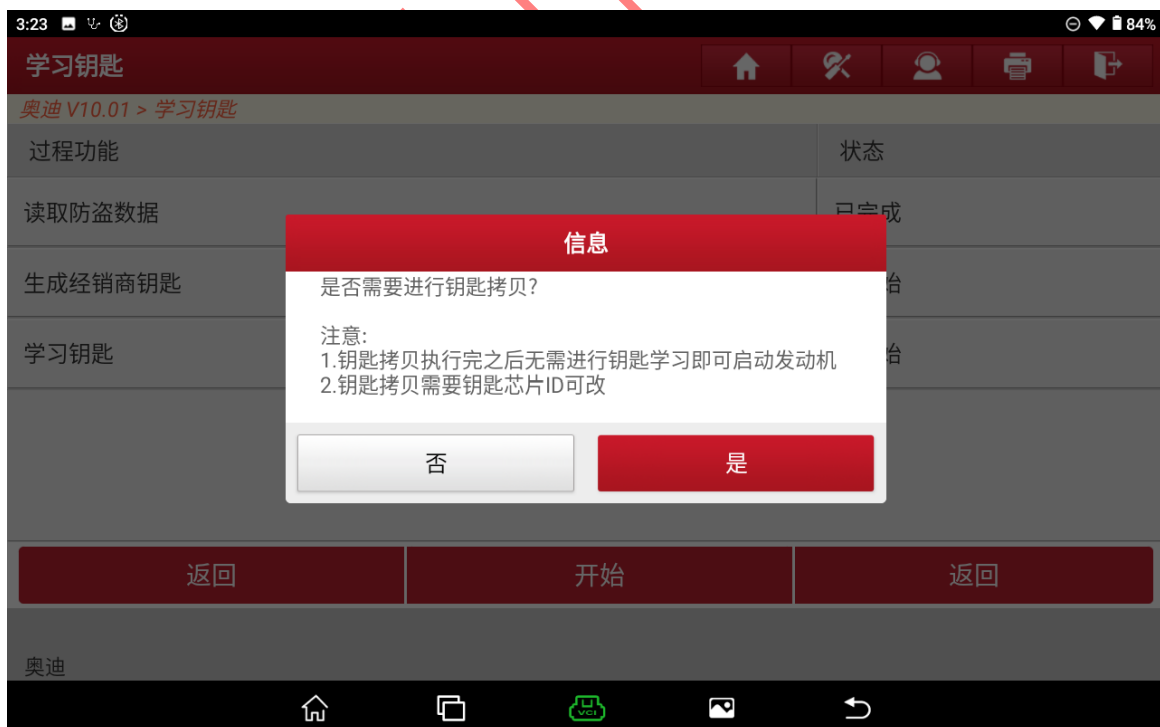 3:23
84%
学习钥匙
奥迪 V10.01 > 学习钥匙
过程功能
状态
读取防盗数据
已完成
信息
生成经销商钥匙
是否需要进行钥匙拷贝?
注意:
学习钥匙
1.钥匙拷贝执行完之后无需进行钥匙学习即可启动发动机
2.钥匙拷贝需要钥匙芯片ID可改
否
是
返回
开始
返回
奥迪
VCI